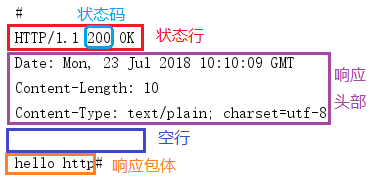 # 状态码
HTTP/1.1 200 OK 状态行
Date: Mon, 23 Jul 2018 10:10:09 GMT
响应
Content-Length: 10
头部
Content-Type: text/plain; charset=utf-8
空行
hello http# 响应包体